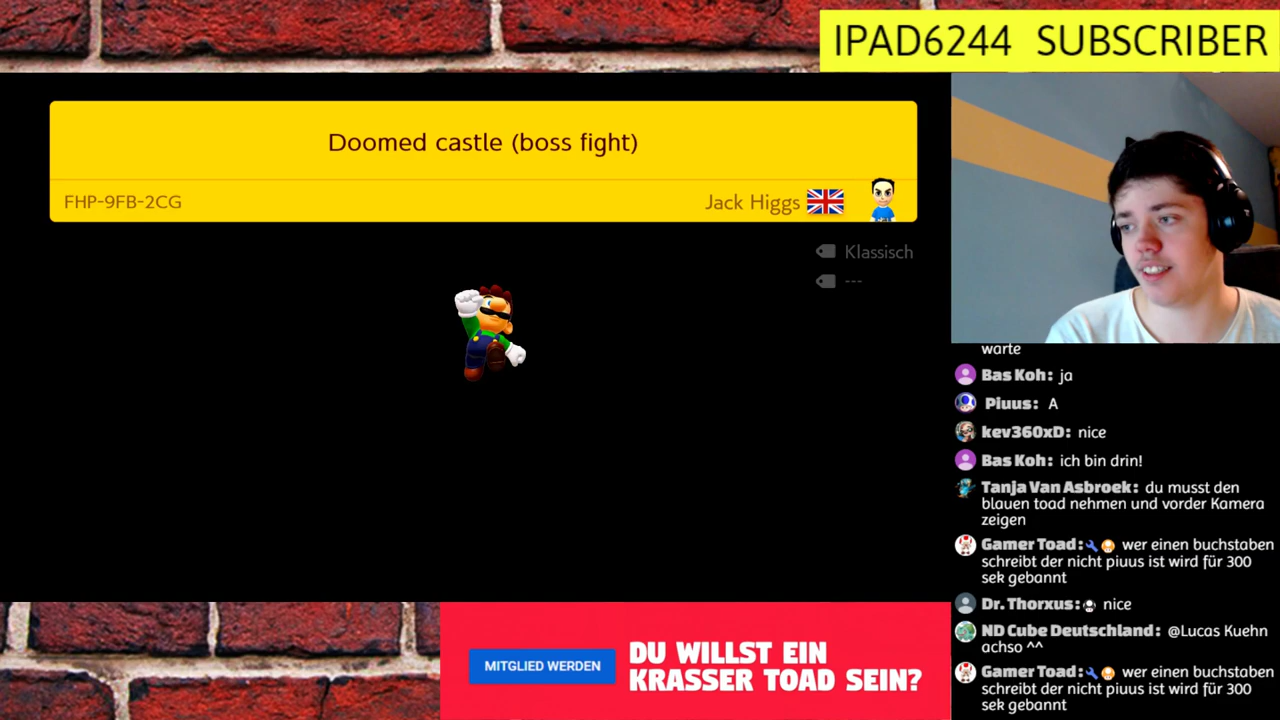 IPAD6244 SUBSCRIBER
Doomed castle (boss fight)
FHP-9FB-2CG
Jack Higgs
Klassisch
---
warte
Bas Koh: ja
Piuus: A
kev360xD: nice
Bas Koh: ich bin drin!
Tanja Van Asbroek: du musst den
blauen toad nehmen und vorder Kamera
zeigen
Gamer Toad: wer einen buchstaben
schreibt der nicht piuus ist wird für 300
sek gebannt
Dr. Thorxus: nice
ND Cube Deutschland: @Lucas Kuehn
achso ^^
Gamer Toad: wer einen buchstaben
schreibt der nicht piuus ist wird für 300
sek gebannt
MITGLIED WERDEN
DU WILLST EIN
KRASSER TOAD SEIN?